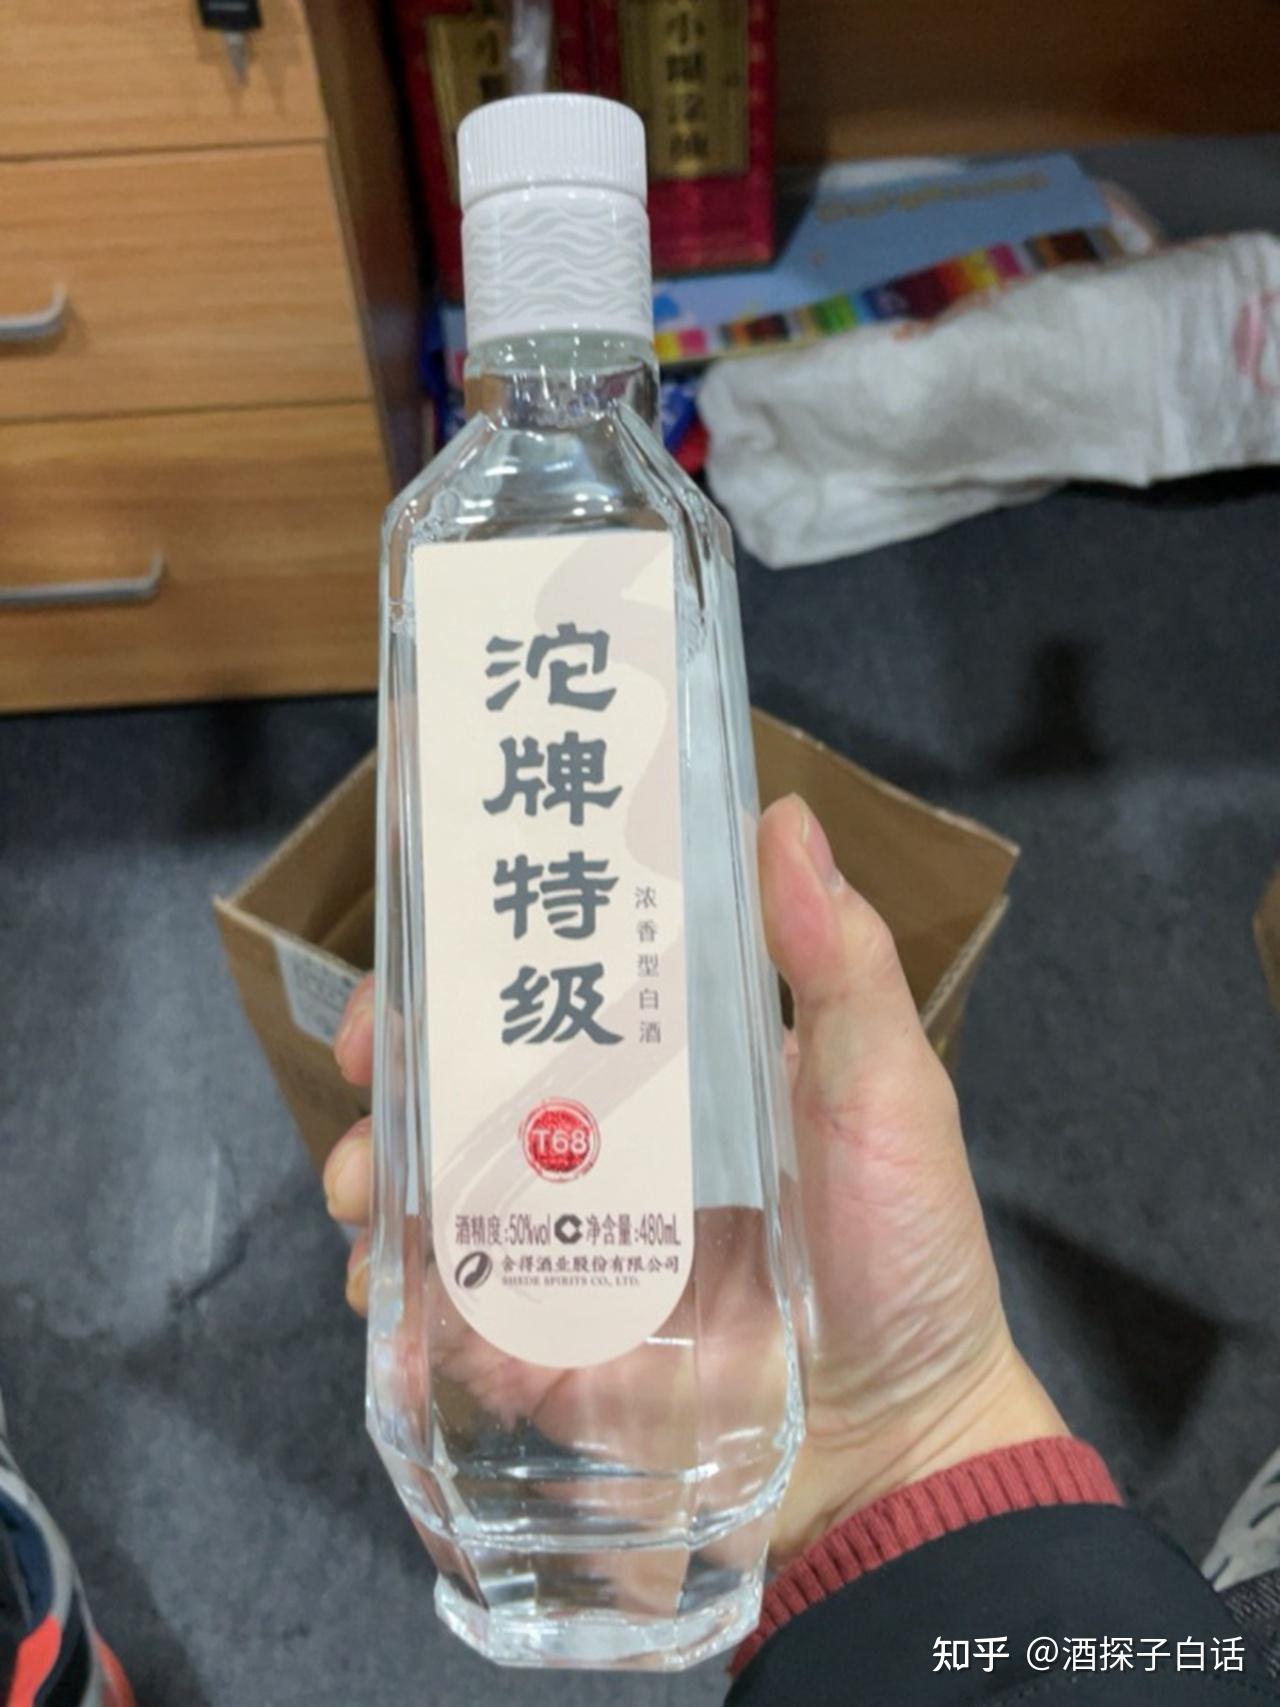 沱牌特级
浓香型白酒
T68
酒精度:50%vol 净含量:480mL
舍得酒业股份有限公司
SHEDE SPIRITS CO., LTD.
知乎 @酒探子白话